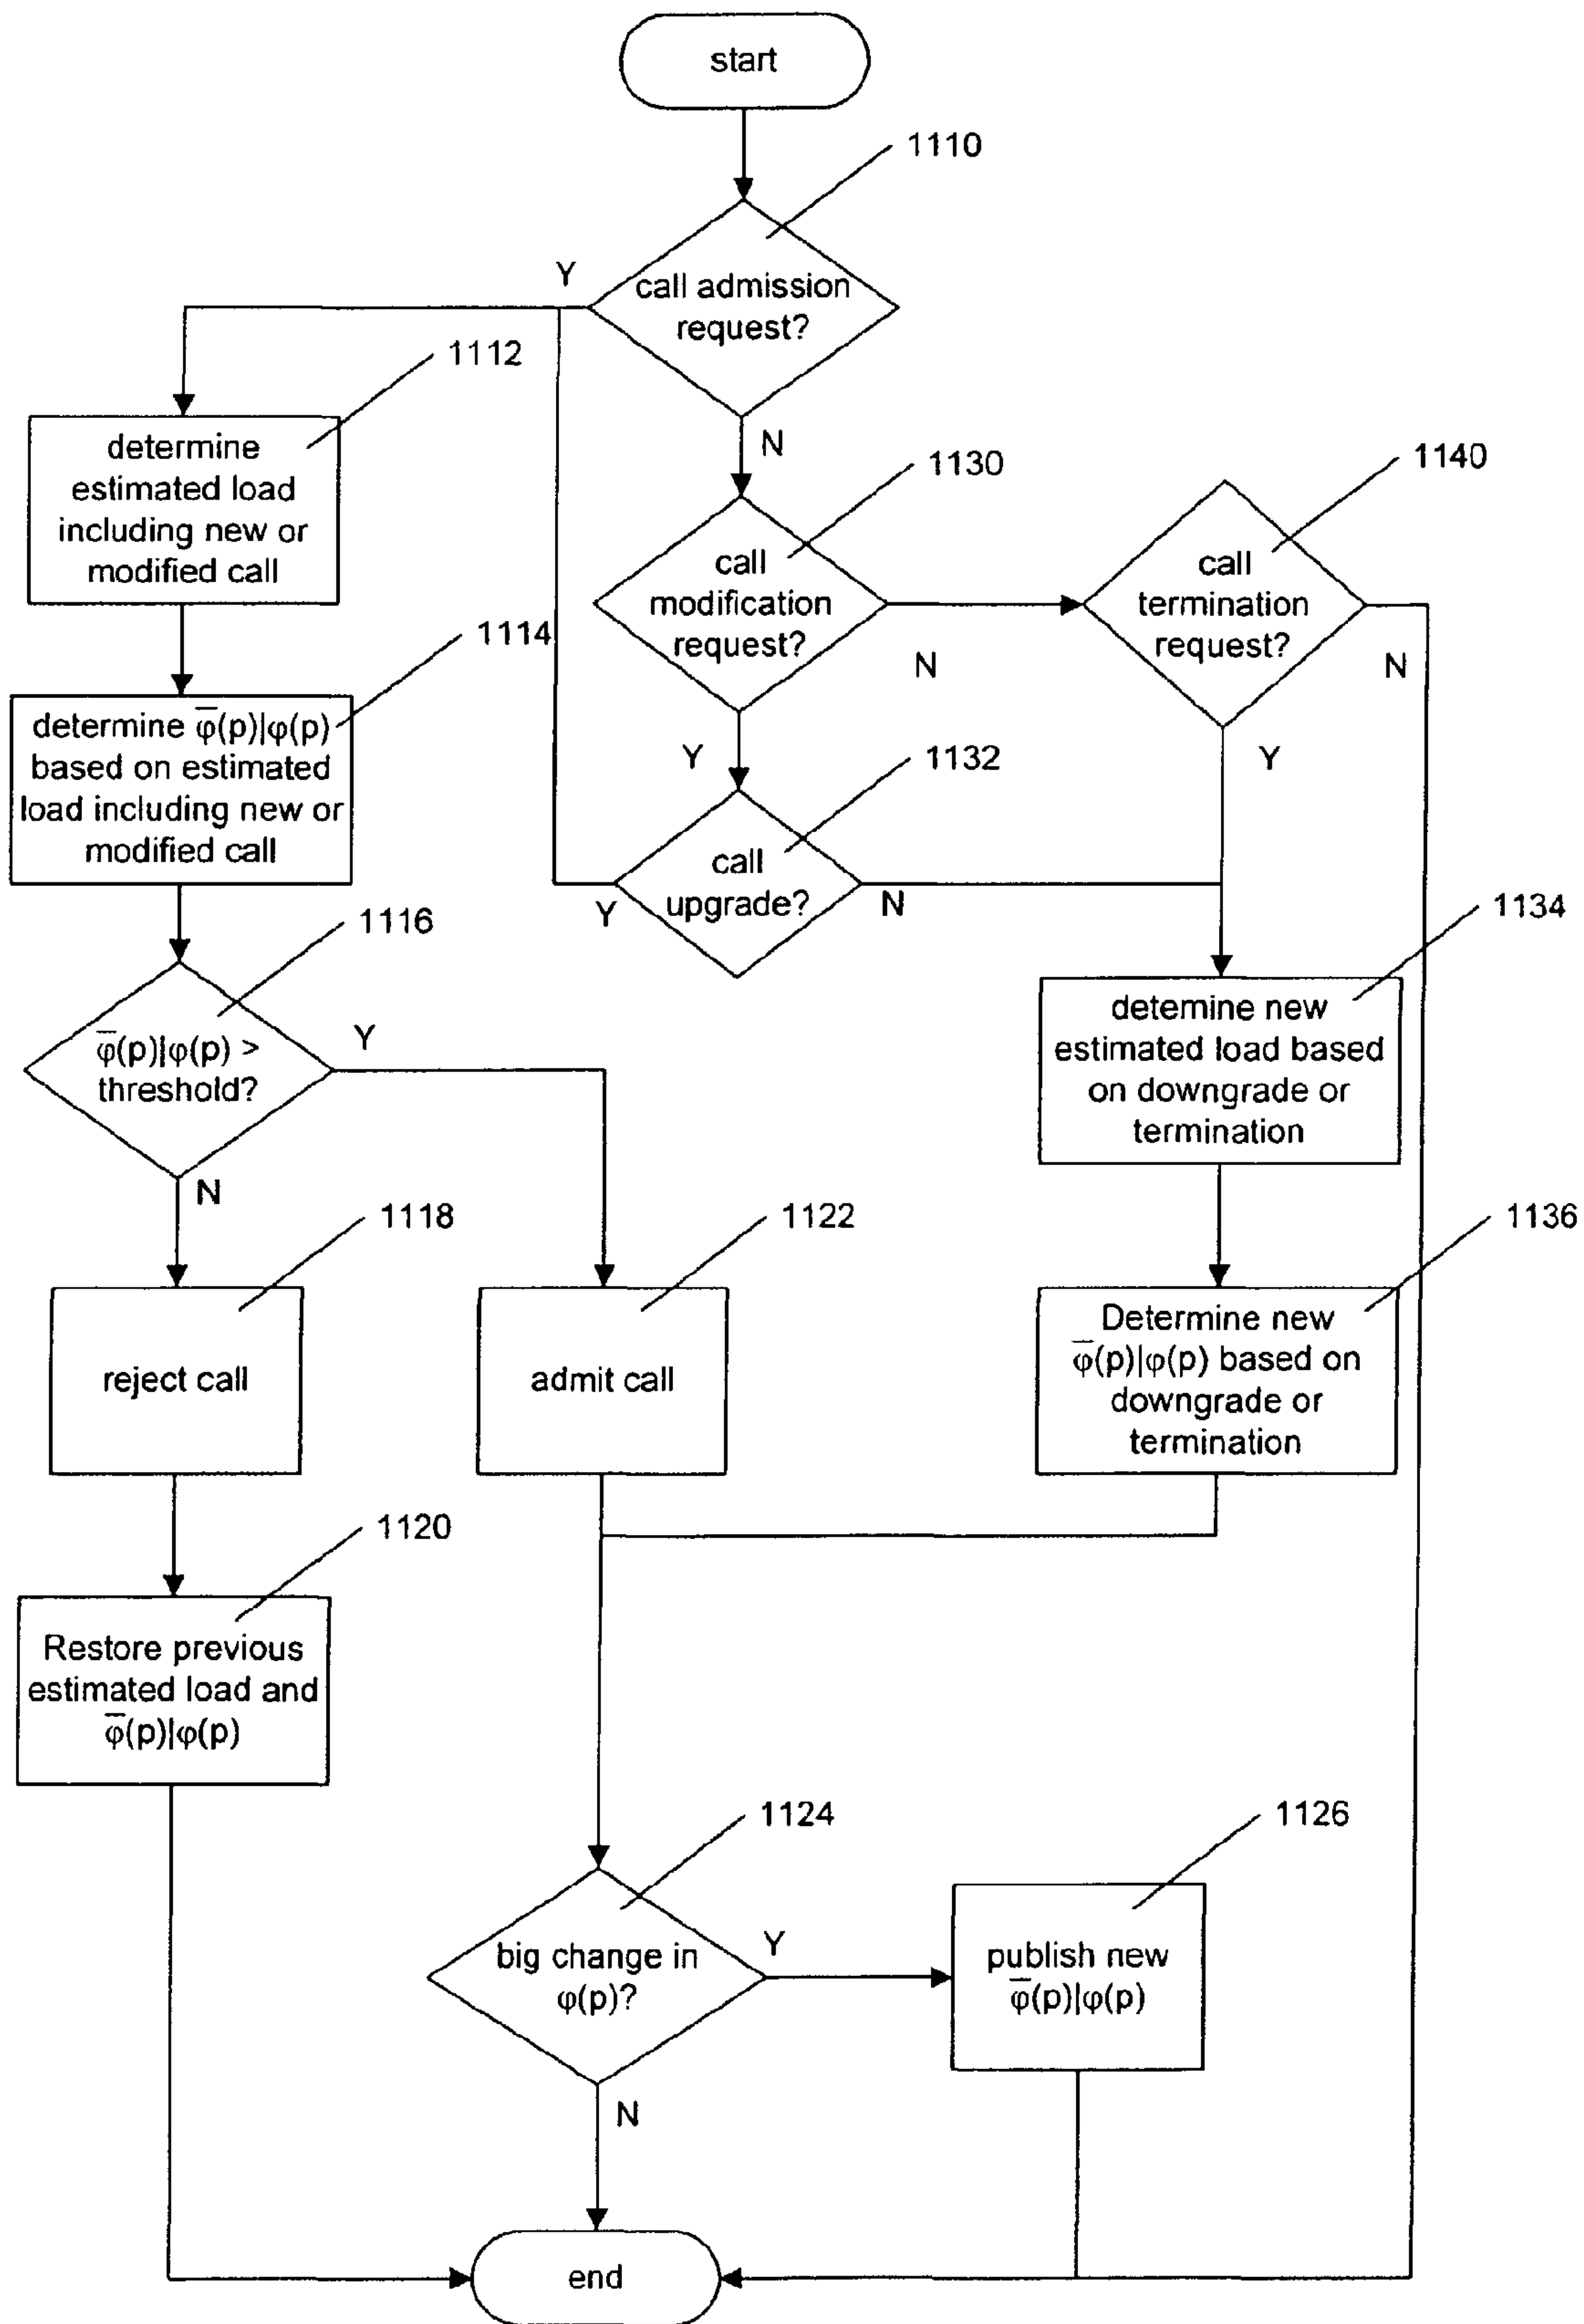 start
1110
Y
call admission
request?
1112
determine
estimated load
including new or
modified call
N
1130
1140
call
modification
request?
call
termination
request?
N
N
1114
determine φ̅(p)|φ(p)
based on estimated
load including new or
modified call
Y
1132
Y
call
upgrade?
Y
N
1116
1134
φ̅(p)|φ(p) >
threshold?
Y
detemine new
estimated load based
on downgrade or
termination
N
1118
1122
1136
reject call
admit call
Determine new
φ̅(p)|φ(p) based on
downgrade or
termination
1120
Restore previous
estimated load and
φ̅(p)|φ(p)
1124
1126
big change in
φ(p)?
Y
publish new
φ̅(p)|φ(p)
N
end